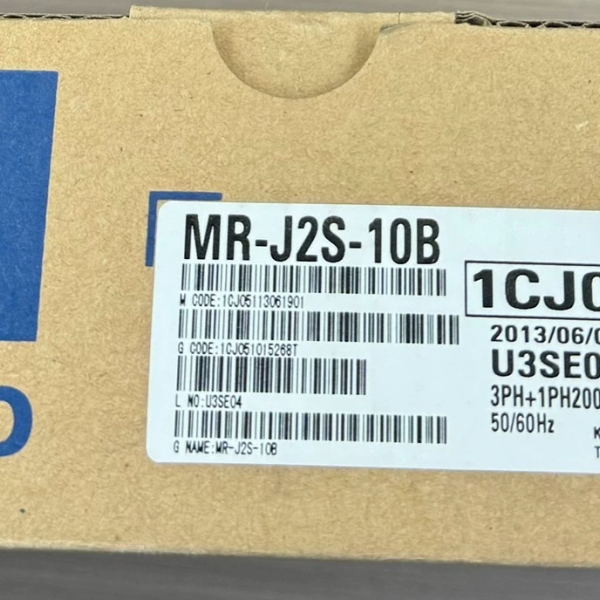 MR-J2S-10B
M CODE:1CJ05113061901
G CODE:1CJ051015268T
L NO:U3SE04
G NAME:MR-J2S-10B
1CJ0
2013/06/0
U3SE0
3PH+1PH200
50/60Hz
K
T